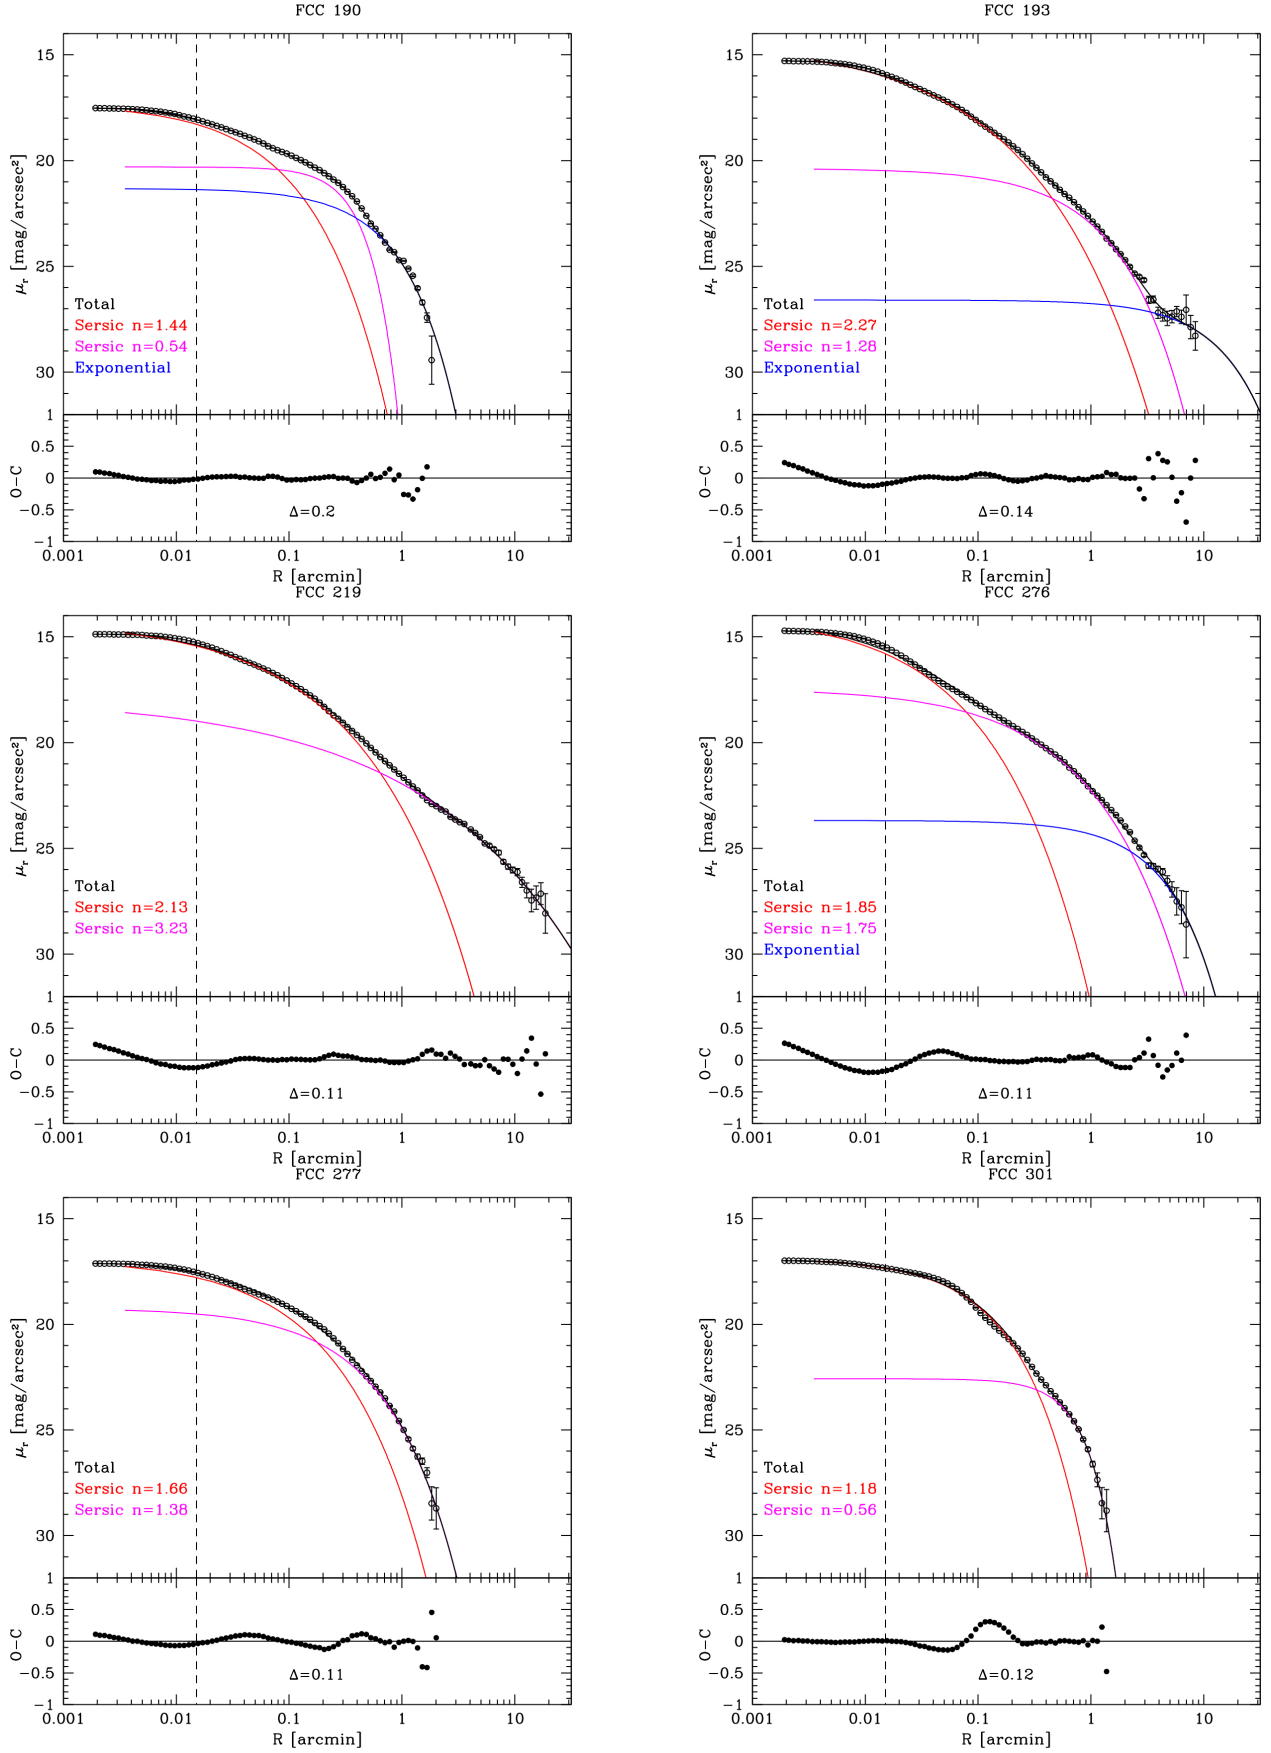 FCC 190
15
20
25
30
μr [mag/arcsec²]
Total
Sersic n=1.44
Sersic n=0.54
Exponential
1
0.5
0
−0.5
−1
O−C
Δ=0.2
0.001 0.01 0.1 1 10
R [arcmin]
FCC 193
15
20
25
30
μr [mag/arcsec²]
Total
Sersic n=2.27
Sersic n=1.28
Exponential
1
0.5
0
−0.5
−1
O−C
Δ=0.14
0.001 0.01 0.1 1 10
R [arcmin]
FCC 219
15
20
25
30
μr [mag/arcsec²]
Total
Sersic n=2.13
Sersic n=3.23
1
0.5
0
−0.5
−1
O−C
Δ=0.11
0.001 0.01 0.1 1 10
R [arcmin]
FCC 276
15
20
25
30
μr [mag/arcsec²]
Total
Sersic n=1.85
Sersic n=1.75
Exponential
1
0.5
0
−0.5
−1
O−C
Δ=0.11
0.001 0.01 0.1 1 10
R [arcmin]
FCC 277
15
20
25
30
μr [mag/arcsec²]
Total
Sersic n=1.66
Sersic n=1.38
1
0.5
0
−0.5
−1
O−C
Δ=0.11
0.001 0.01 0.1 1 10
R [arcmin]
FCC 301
15
20
25
30
μr [mag/arcsec²]
Total
Sersic n=1.18
Sersic n=0.56
1
0.5
0
−0.5
−1
O−C
Δ=0.12
0.001 0.01 0.1 1 10
R [arcmin]